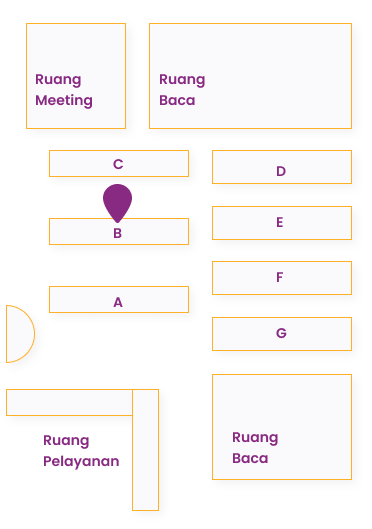 Ruang
Meeting
Ruang
Baca
C
D
B
E
F
A
G
Ruang
Pelayanan
Ruang
Baca